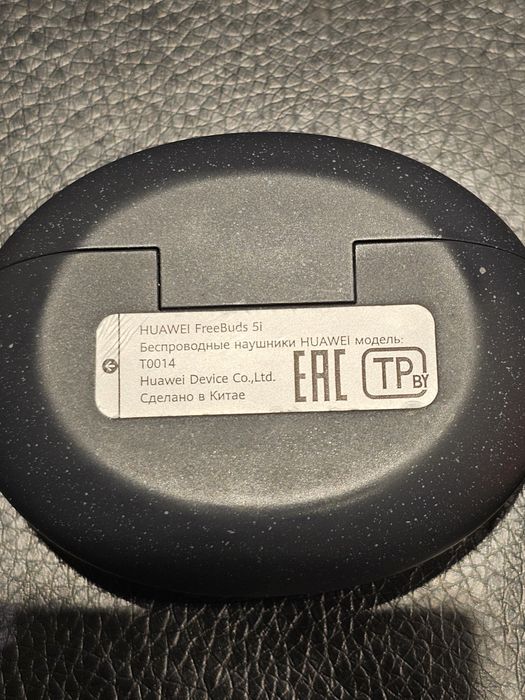 HUAWEI FreeBuds 5i
Беспроводные наушники HUAWEI модель:
T0014
Huawei Device Co.,Ltd.
Сделано в Китае
EAC
TP BY